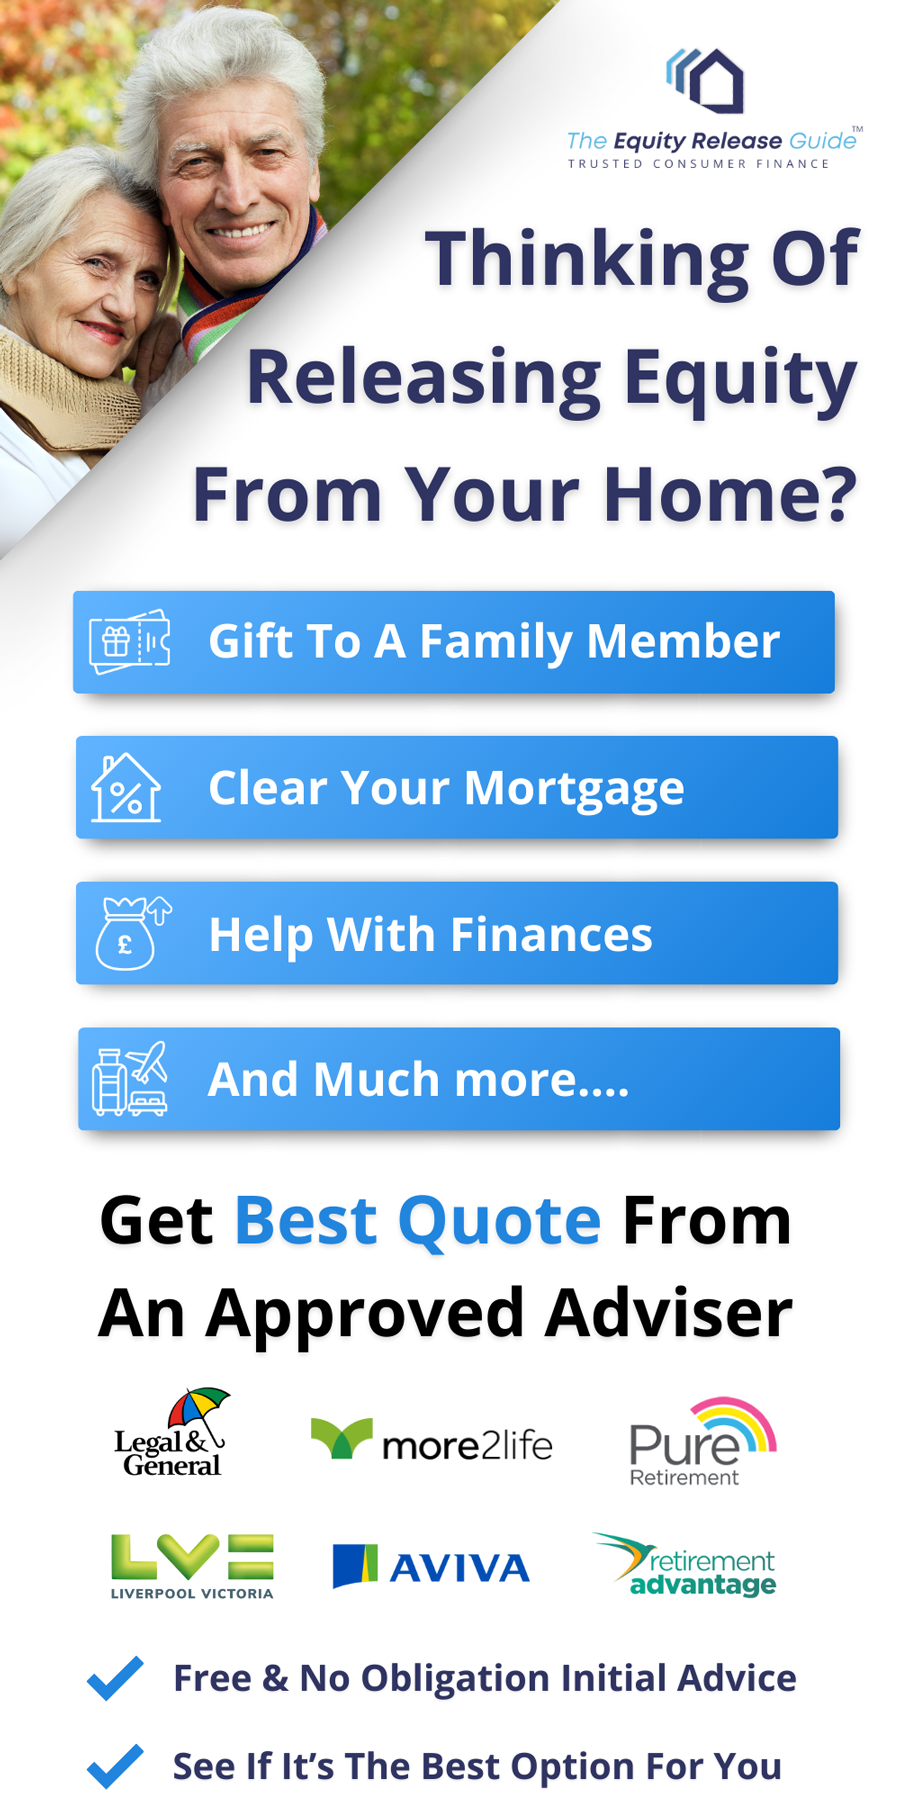 The Equity Release Guide™
TRUSTED CONSUMER FINANCE
Thinking Of
Releasing Equity
From Your Home?
Gift To A Family Member
Clear Your Mortgage
£
Help With Finances
And Much more....
Get Best Quote From
An Approved Adviser
Legal &
General
more2life
Pure
Retirement
LV=
LIVERPOOL VICTORIA
AVIVA
retirement
advantage
Free & No Obligation Initial Advice
See If It’s The Best Option For You